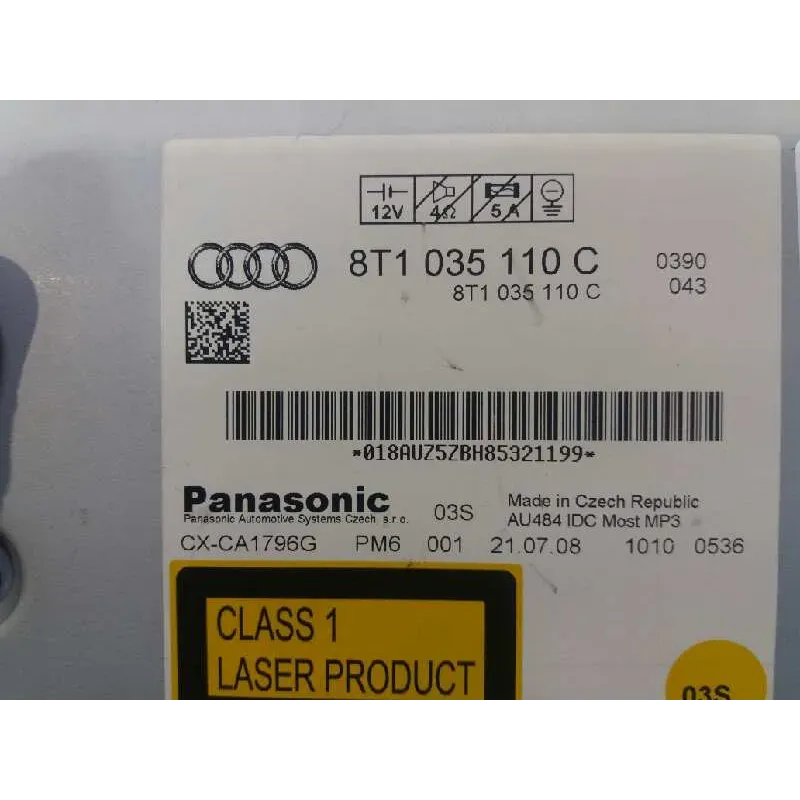 12V 4Ω 5A
8T1 035 110 C 0390
8T1 035 110 C 043
*018AUZ5ZBH85321199*
Panasonic 03S Made in Czech Republic
Panasonic Automotive Systems Czech, s.r.o. AU484 IDC Most MP3
CX-CA1796G PM6 001 21.07.08 1010 0536
CLASS 1
LASER PRODUCT
03S